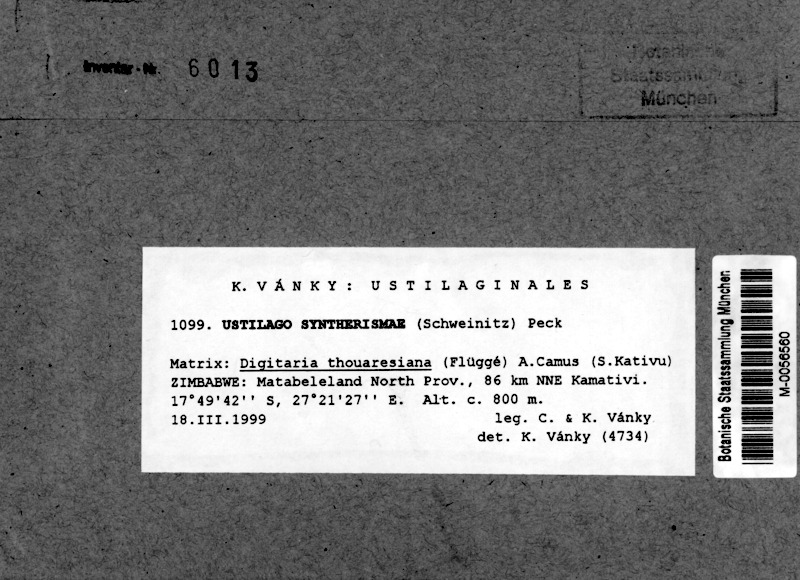 Inventar-Nr. 6013
Botanische
Staatssammlung
München
K. VÁNKY: USTILAGINALES
1099. USTILAGO SYNTHERISMAE (Schweinitz) Peck
Matrix: Digitaria thouaresiana (Flüggé) A.Camus (S.Kativu)
ZIMBABWE: Matabeleland North Prov., 86 km NNE Kamativi.
17°49'42'' S, 27°21'27'' E. Alt. c. 800 m.
18.III.1999 leg. C. & K. Vánky
det. K. Vánky (4734)
Botanische Staatssammlung München
M-0056560